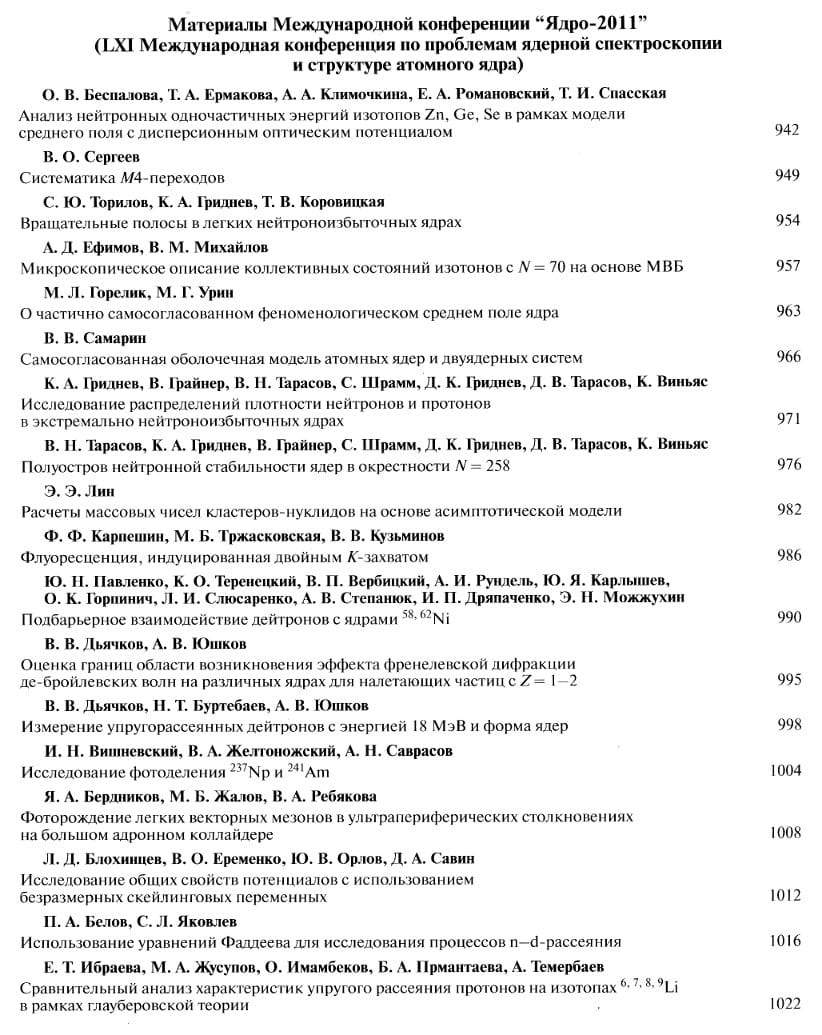 Материалы Международной конференции “Ядро-2011”
(LXI Международная конференция по проблемам ядерной спектроскопии
и структуре атомного ядра)
О. В. Беспалова, Т. А. Ермакова, А. А. Климочкина, Е. А. Романовский, Т. И. Спасская
Анализ нейтронных одночастичных энергий изотопов Zn, Ge, Se в рамках модели
среднего поля с дисперсионным оптическим потенциалом 942
В. О. Сергеев
Систематика M4-переходов 949
С. Ю. Торилов, К. А. Гриднев, Т. В. Коровицкая
Вращательные полосы в легких нейтроноизбыточных ядрах 954
А. Д. Ефимов, В. М. Михайлов
Микроскопическое описание коллективных состояний изотонов с N = 70 на основе МВБ 957
М. Л. Горелик, М. Г. Урин
О частично самосогласованном феноменологическом среднем поле ядра 963
В. В. Самарин
Самосогласованная оболочечная модель атомных ядер и двуядерных систем 966
К. А. Гриднев, В. Грайнер, В. Н. Тарасов, С. Шрамм, Д. К. Гриднев, Д. В. Тарасов, К. Виньяс
Исследование распределений плотности нейтронов и протонов
в экстремально нейтроноизбыточных ядрах 971
В. Н. Тарасов, К. А. Гриднев, В. Грайнер, С. Шрамм, Д. К. Гриднев, Д. В. Тарасов, К. Виньяс
Полуостров нейтронной стабильности ядер в окрестности N = 258 976
Э. Э. Лин
Расчеты массовых чисел кластеров-нуклидов на основе асимптотической модели 982
Ф. Ф. Карпешин, М. Б. Тржасковская, В. В. Кузьминов
Флуоресценция, индуцированная двойным K-захватом 986
Ю. Н. Павленко, К. О. Теренецкий, В. П. Вербицкий, А. И. Рундель, Ю. Я. Карлышев,
О. К. Горпинич, Л. И. Слюсаренко, А. В. Степанюк, И. П. Дряпаченко, Э. Н. Можжухин
Подбарьерное взаимодействие дейтронов с ядрами ⁵⁸, ⁶²Ni 990
В. В. Дьячков, А. В. Юшков
Оценка границ области возникновения эффекта френелевской дифракции
де-бройлевских волн на различных ядрах для налетающих частиц с Z = 1–2 995
В. В. Дьячков, Н. Т. Буртебаев, А. В. Юшков
Измерение упругорассеянных дейтронов с энергией 18 МэВ и форма ядер 998
И. Н. Вишневский, В. А. Желтоножский, А. Н. Саврасов
Исследование фотоделения ²³⁷Np и ²⁴¹Am 1004
Я. А. Бердников, М. Б. Жалов, В. А. Ребякова
Фоторождение легких векторных мезонов в ультрапериферических столкновениях
на большом адронном коллайдере 1008
Л. Д. Блохинцев, В. О. Еременко, Ю. В. Орлов, Д. А. Савин
Исследование общих свойств потенциалов с использованием
безразмерных скейлинговых переменных 1012
П. А. Белов, С. Л. Яковлев
Использование уравнений Фаддеева для исследования процессов n–d-рассеяния 1016
Е. Т. Ибраева, М. А. Жусупов, О. Имамбеков, Б. А. Прмантаева, А. Темербаев
Сравнительный анализ характеристик упругого рассеяния протонов на изотопах ⁶, ⁷, ⁸, ⁹Li
в рамках глауберовской теории 1022